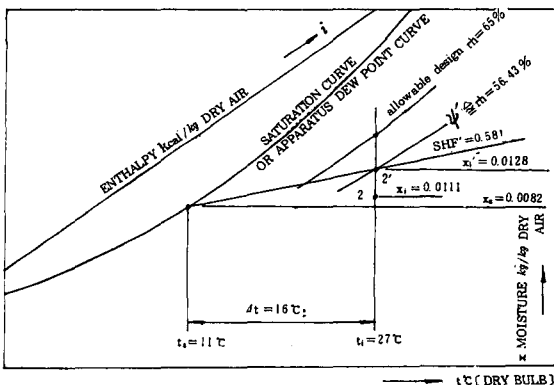 i
ENTHALPY kcal/kg DRY AIR
SATURATION CURVE
OR APPARATUS DEW POINT CURVE
allowable design rh=65%
ψ' ≘ rh=56.43%
SHF'=0.581
x₁'=0.0128
2'
2
x₁=0.0111
xₛ=0.0082
Δt=16℃
tₛ=11℃
t₁=27℃
x MOISTURE kg/kg DRY
AIR
t℃(DRY BULB)